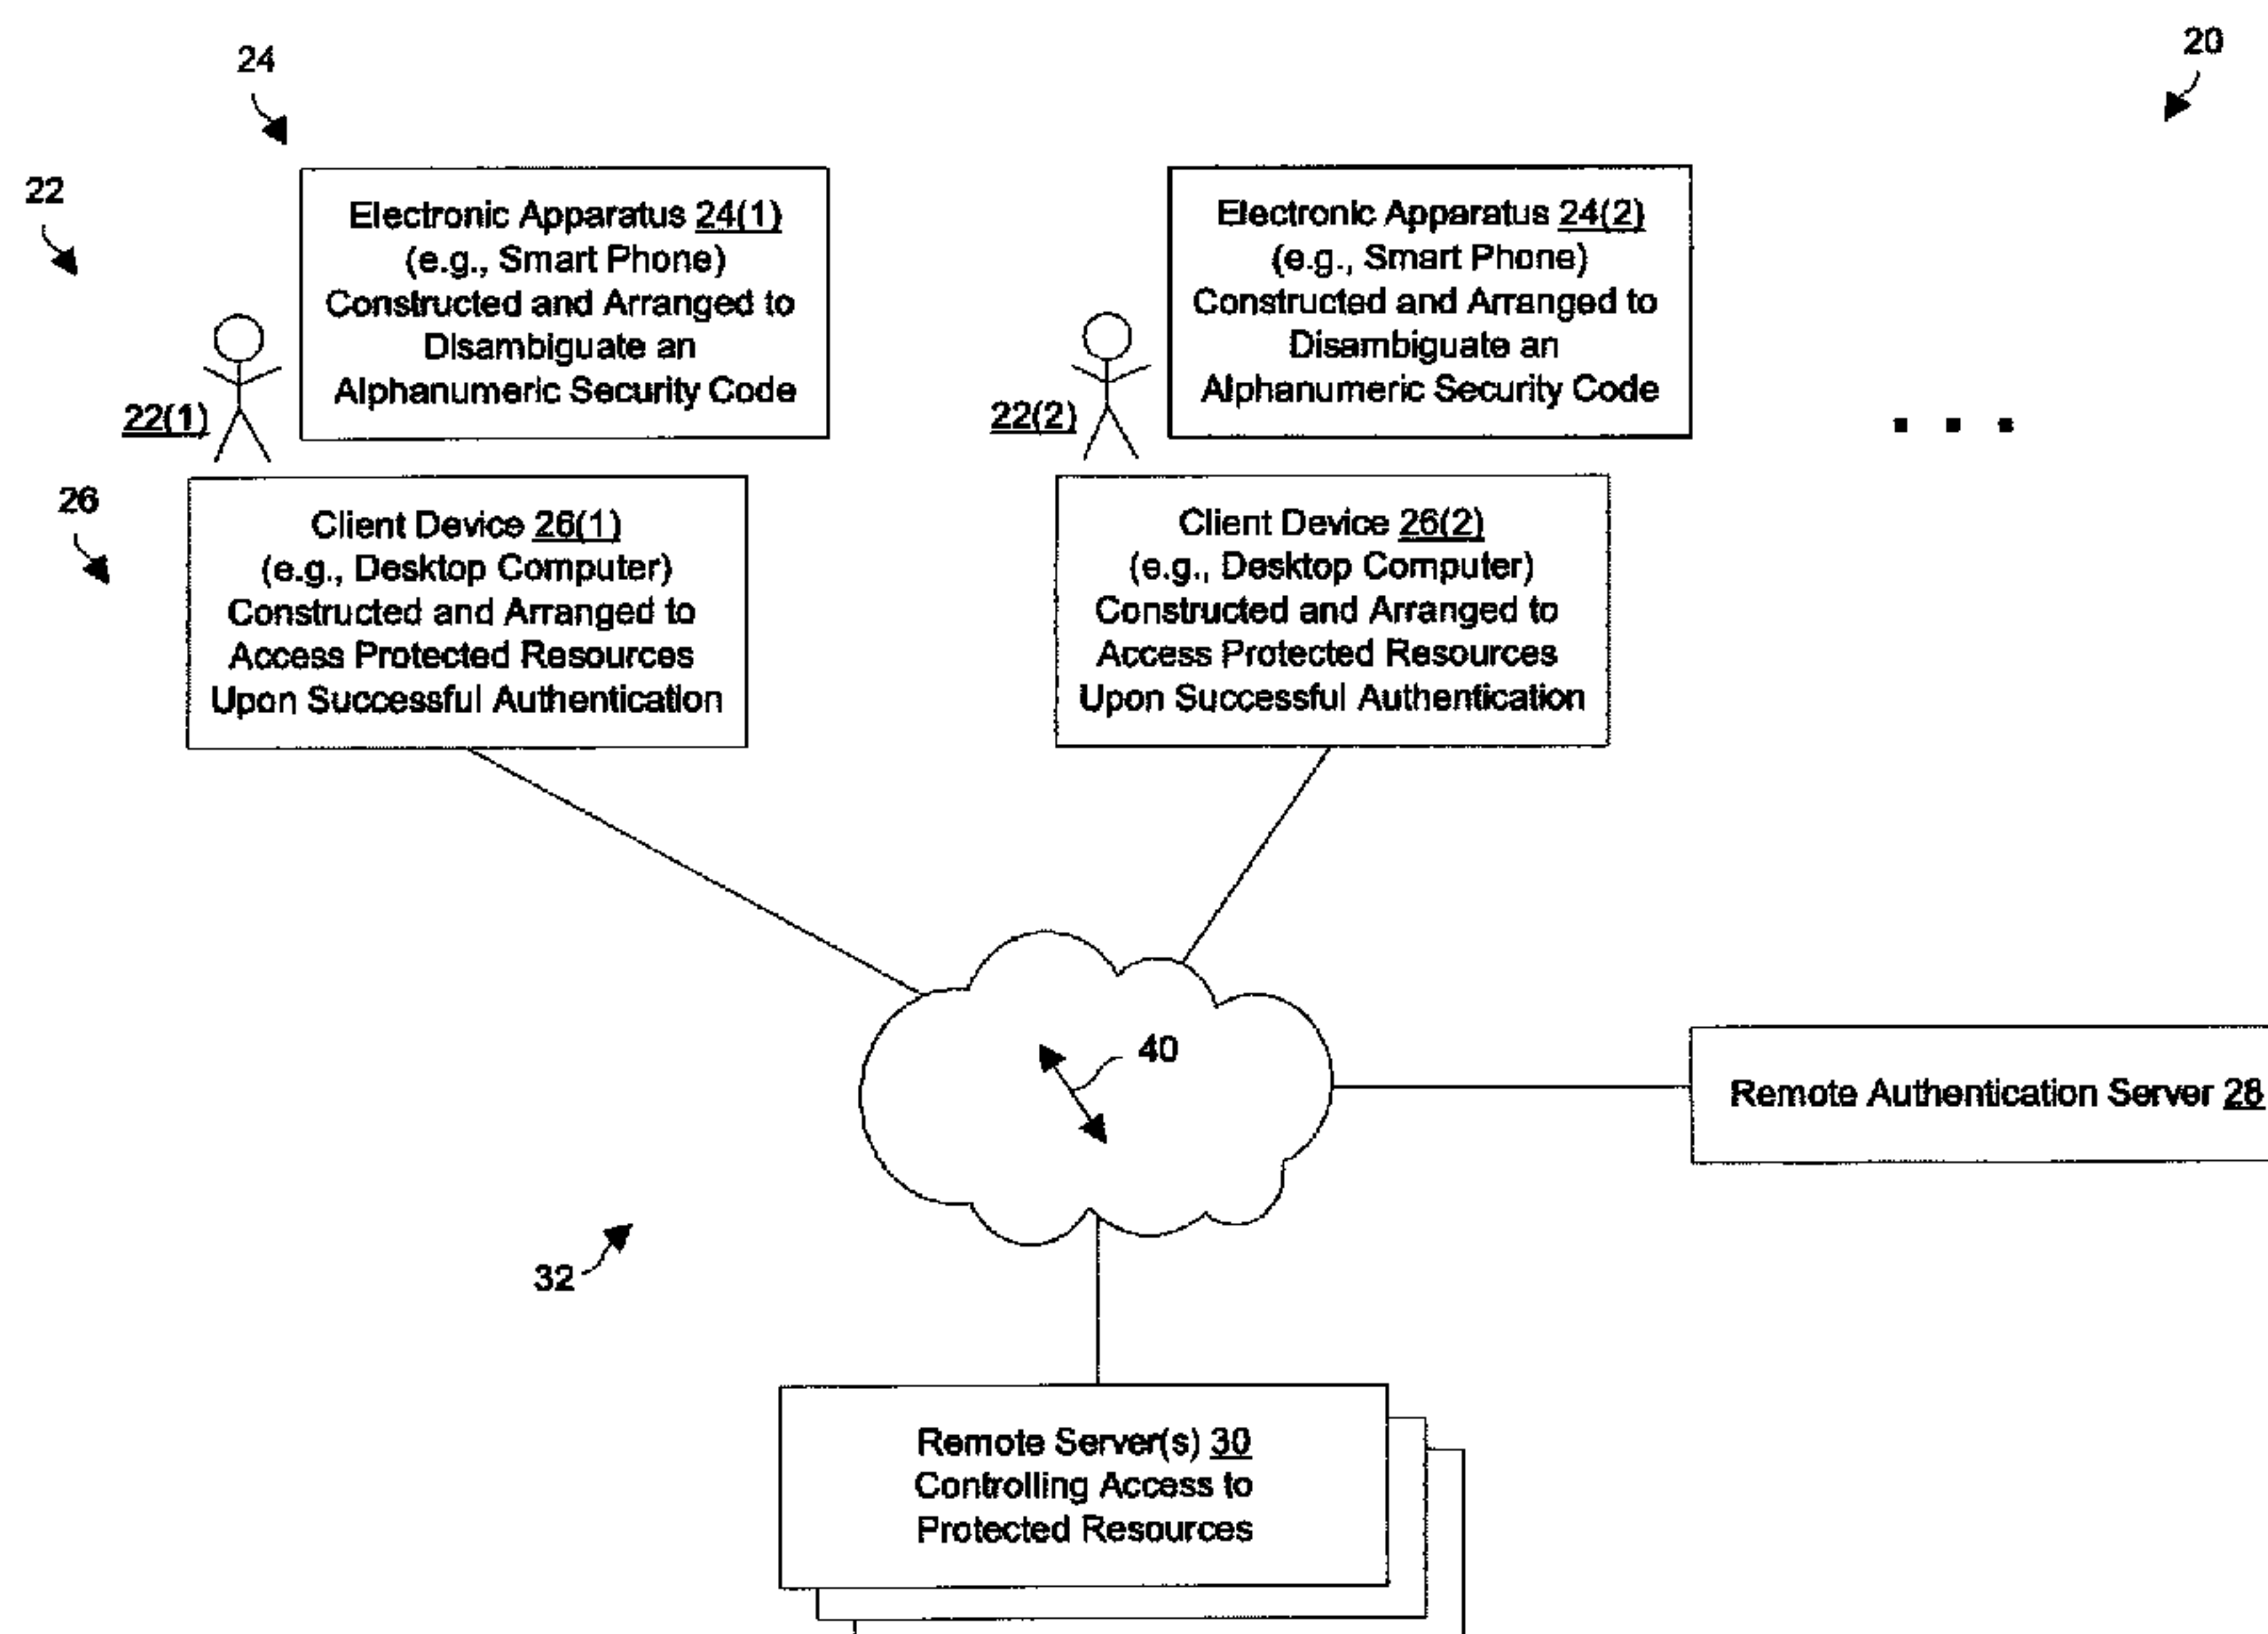 24
20
22
Electronic Apparatus 24(1)
(e.g., Smart Phone)
Constructed and Arranged to
Disambiguate an
Alphanumeric Security Code
Electronic Apparatus 24(2)
(e.g., Smart Phone)
Constructed and Arranged to
Disambiguate an
Alphanumeric Security Code
22(1)
22(2)
. . .
26
Client Device 26(1)
(e.g., Desktop Computer)
Constructed and Arranged to
Access Protected Resources
Upon Successful Authentication
Client Device 26(2)
(e.g., Desktop Computer)
Constructed and Arranged to
Access Protected Resources
Upon Successful Authentication
40
Remote Authentication Server 28
32
Remote Server(s) 30
Controlling Access to
Protected Resources